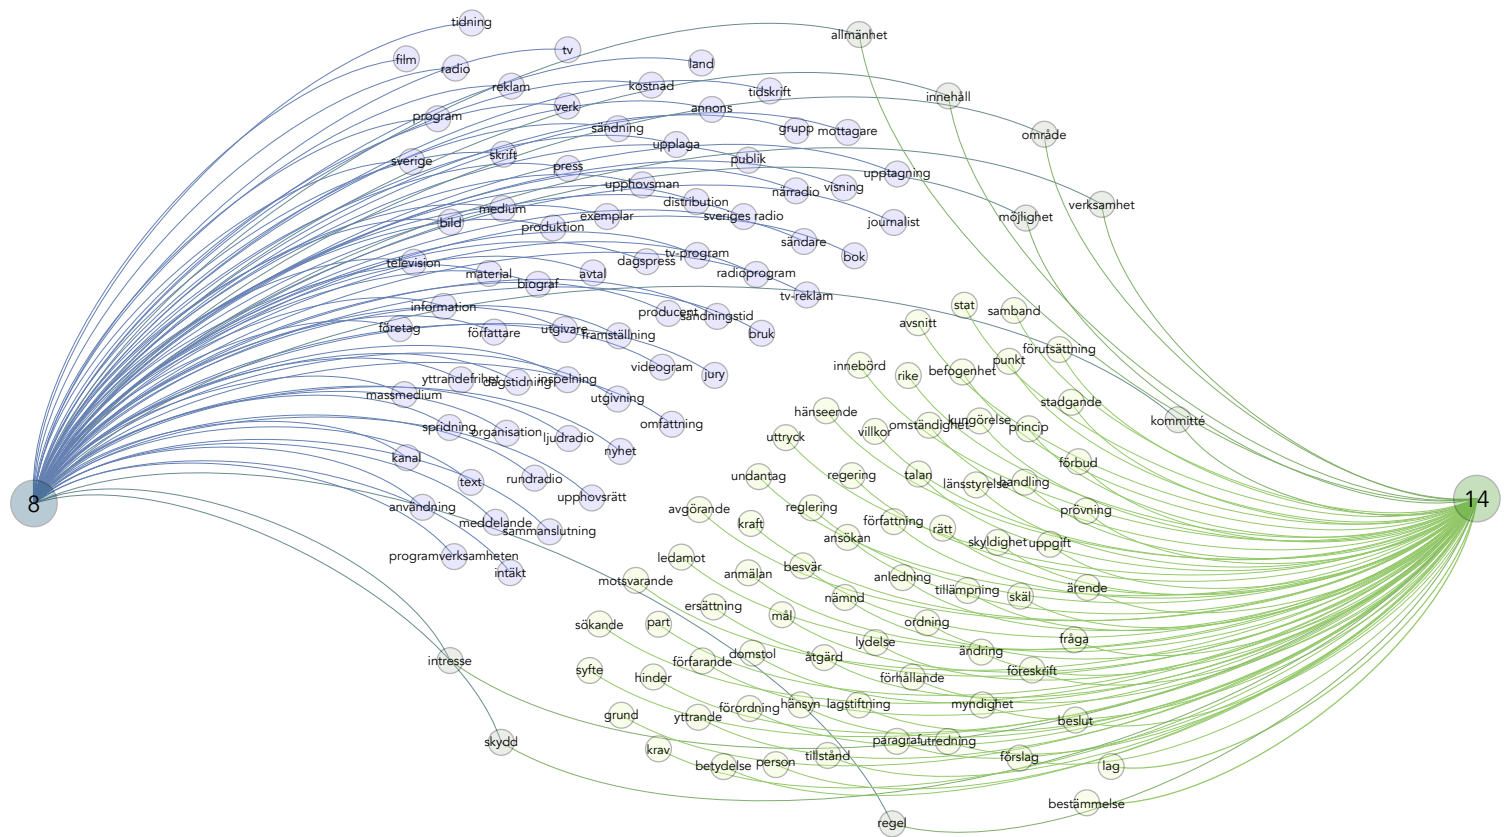 tidning
allmänhet
tv
film
radio
land
reklam
kostnad
tidskrift
innehåll
verk
annons
program
sändning
grupp
mottagare
område
upplaga
skrift
sverige
press
publik
upptagning
upphovsman
närradio
visning
distribution
medium
verksamhet
bild
exemplar
sveriges radio
möjlighet
journalist
produktion
sändare
tv-program
bok
television
dagspress
material
avtal
radioprogram
biograf
tv-reklam
information
stat
samband
producent
sändningstid
avsnitt
företag
författare
utgivare
framställning
bruk
förutsättning
punkt
innebörd
videogram
befogenhet
jury
rike
yttrandefrihet
dagstidning
inspelning
massmedium
utgivning
stadgande
hänseende
omfattning
kungörelse
kommitté
spridning
organisation
ljudradio
uttryck
villkor
omständighet
princip
nyhet
kanal
förbud
rundradio
text
undantag
regering
talan
länsstyrelse
handling
upphovsrätt
8
14
användning
avgörande
reglering
prövning
meddelande
sammanslutning
kraft
författning
rätt
ansökan
skyldighet
uppgift
programverksamheten
ledamot
intäkt
motsvarande
anmälan
besvär
anledning
tillämpning
skäl
ärende
nämnd
ersättning
mål
sökande
part
ordning
fråga
lydelse
intresse
förfarande
domstol
åtgärd
ändring
syfte
hinder
förhållande
föreskrift
grund
yttrande
förordning
hänsyn
lagstiftning
myndighet
beslut
skydd
krav
paragraf
utredning
betydelse
person
tillstånd
förslag
lag
bestämmelse
regel